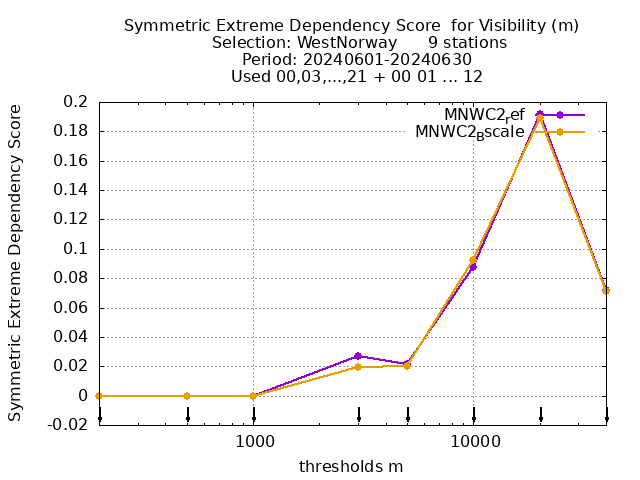 Symmetric Extreme Dependency Score for Visibility (m)
Selection: WestNorway 9 stations
Period: 20240601-20240630
Used 00,03,...,21 + 00 01 ... 12
Symmetric Extreme Dependency Score
0.2
0.18
0.16
0.14
0.12
0.1
0.08
0.06
0.04
0.02
0
-0.02
MNWC2ref
MNWC2Bscale
1000
10000
thresholds m